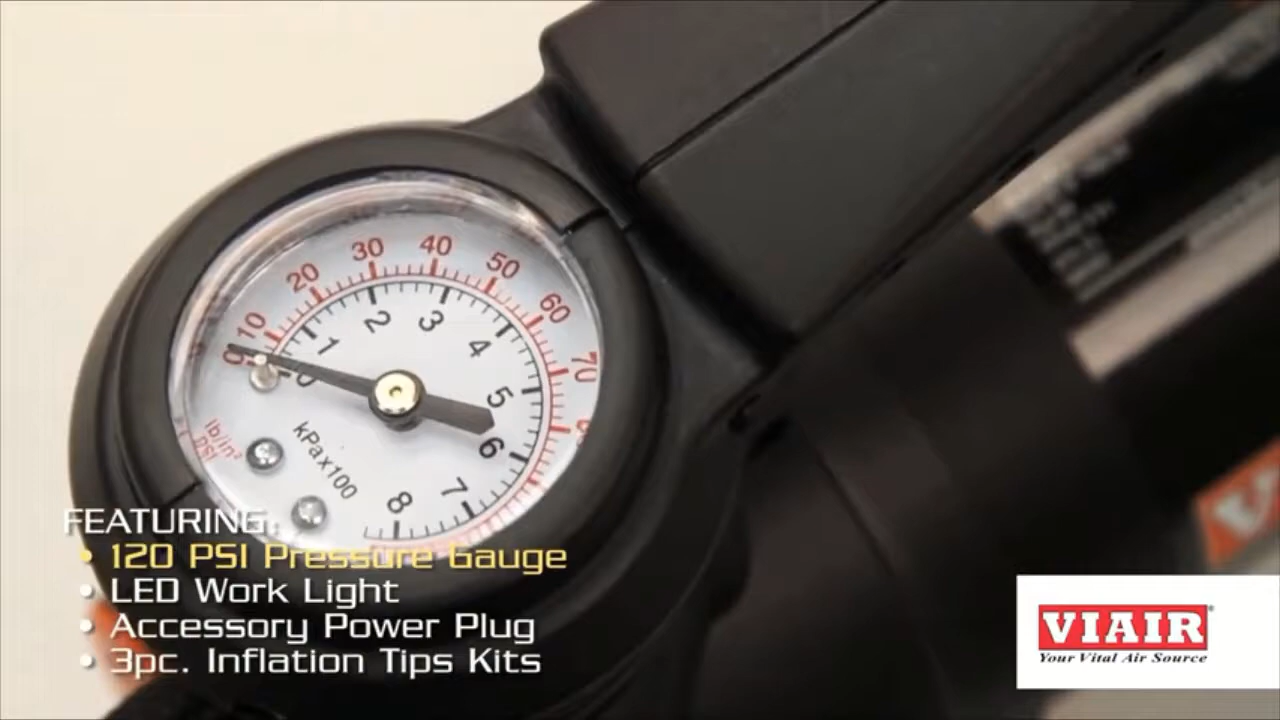 10 20 30 40 50 60 70
0 1 2 3 4 5 6 7 8
lb/in²
PSI
kPax100
FEATURING:
• 120 PSI Pressure Gauge
• LED Work Light
• Accessory Power Plug
• 3pc. Inflation Tips Kits
VIAIR®
Your Vital Air Source